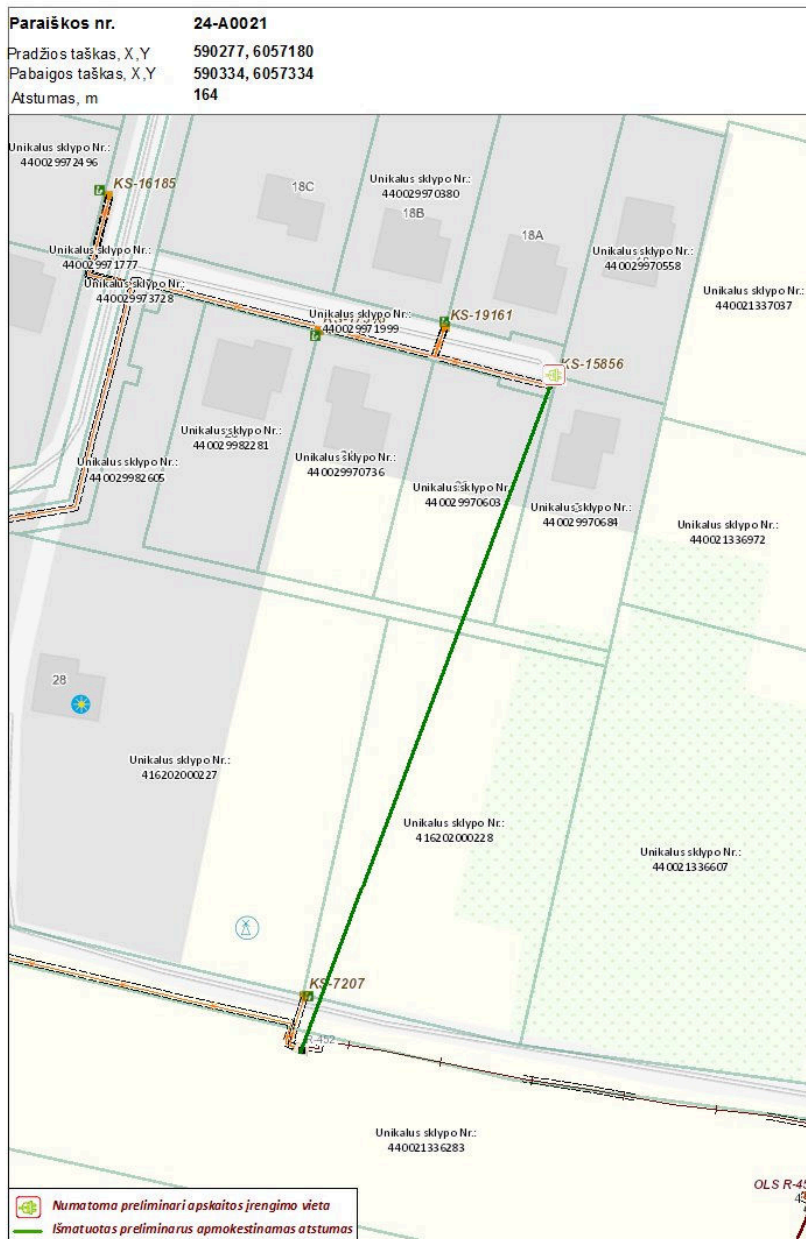 Paraiškos nr. 24-A0021
Pradžios taškas, X,Y 590277, 6057180
Pabaigos taškas, X,Y 590334, 6057334
Atstumas, m 164
Unikalus sklypo Nr.:
440029972496
KS-16185
18C
Unikalus sklypo Nr.:
440029970380
18B
18A
Unikalus sklypo Nr.:
440029970558
Unikalus sklypo Nr.:
440029971777
Unikalus sklypo Nr.:
440029973728
Unikalus sklypo Nr.:
440029971999
KS-19161
Unikalus sklypo Nr.:
440021337037
KS-15856
Unikalus sklypo Nr.:
440029982281
Unikalus sklypo Nr.:
440029970736
Unikalus sklypo Nr.:
440029982605
Unikalus sklypo Nr.
440029970603
Unikalus sklypo Nr.:
440029970684
Unikalus sklypo Nr.:
440021336972
28
Unikalus sklypo Nr.:
416202000227
Unikalus sklypo Nr.:
416202000228
Unikalus sklypo Nr.:
440021336607
KS-7207
R-452
Unikalus sklypo Nr.:
440021336283
OLS R-45
Numatoma preliminari apskaitos įrengimo vieta
Išmatuotas preliminarus apmokestinamas atstumas